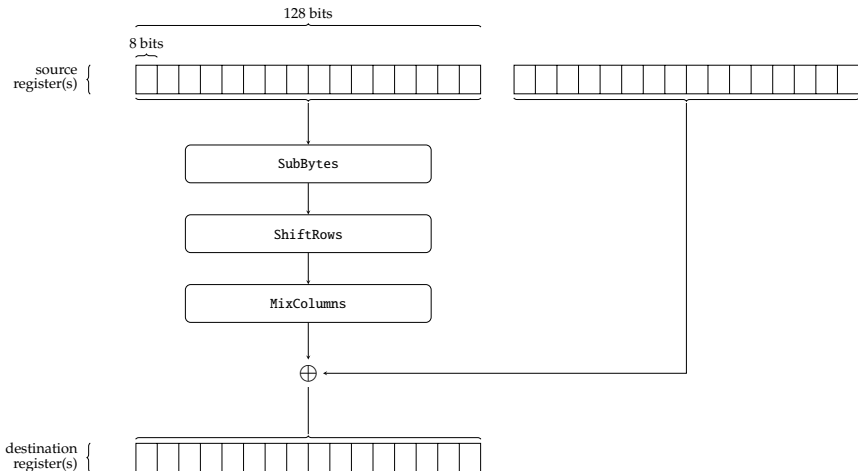 128 bits
8 bits
source
register(s)
SubBytes
ShiftRows
MixColumns
destination
register(s)